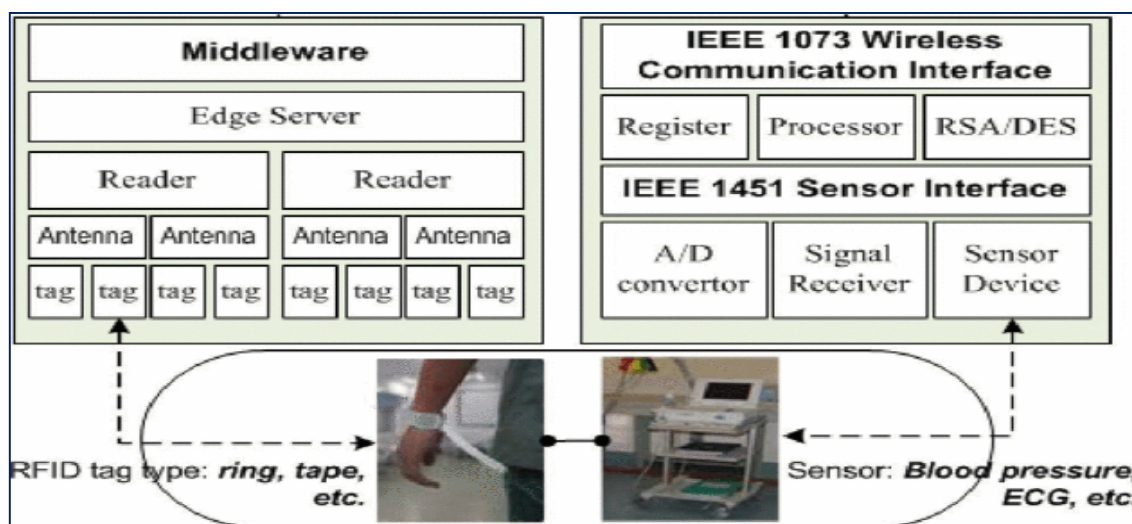 Middleware
Edge Server
Reader Reader
Antenna Antenna Antenna Antenna
tag tag tag tag tag tag tag tag
IEEE 1073 Wireless
Communication Interface
Register Processor RSA/DES
IEEE 1451 Sensor Interface
A/D
convertor
Signal
Receiver
Sensor
Device
RFID tag type: ring, tape,
etc.
Sensor: Blood pressure,
ECG, etc.